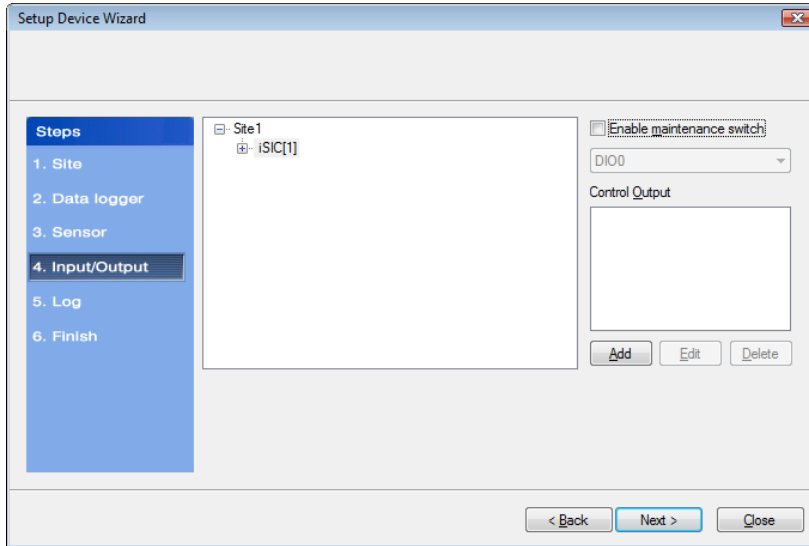 Setup Device Wizard
Steps
1. Site
2. Data logger
3. Sensor
4. Input/Output
5. Log
6. Finish
Site1
iSIC[1]
Enable maintenance switch
DIO0
Control Output
Add Edit Delete
< Back Next > Close